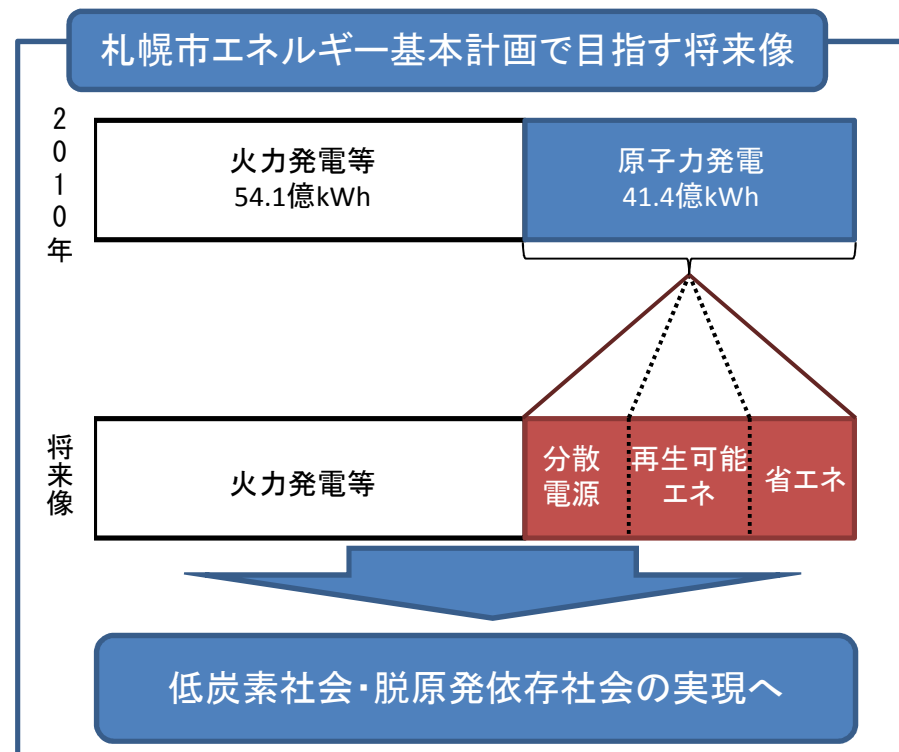 札幌市エネルギー基本計画で目指す将来像
2010年
火力発電等
54.1億kWh
原子力発電
41.4億kWh
将来像
火力発電等
分散
電源
再生可能
エネ
省エネ
低炭素社会・脱原発依存社会の実現へ